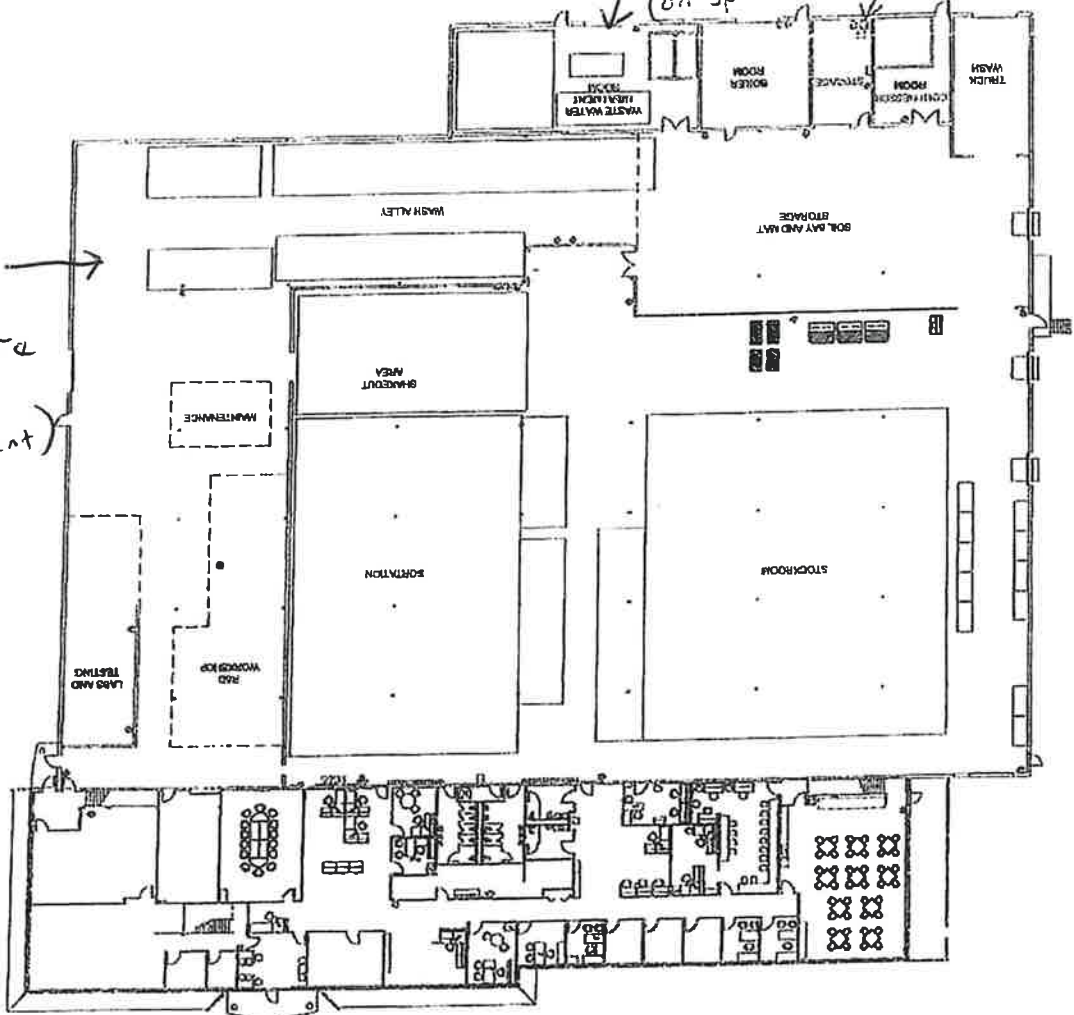 WASTE WATER
TREATMENT
ROOM
BOILER
ROOM
STORAGE
COMPRESSOR
ROOM
TRUCK
WASH
WASH ALLEY
SOIL BAY AND MAT
STORAGE
SHAKEOUT
AREA
MAINTENANCE
SORTATION
STOCKROOM
R&D
WORKSHOP
LABS AND
TESTING